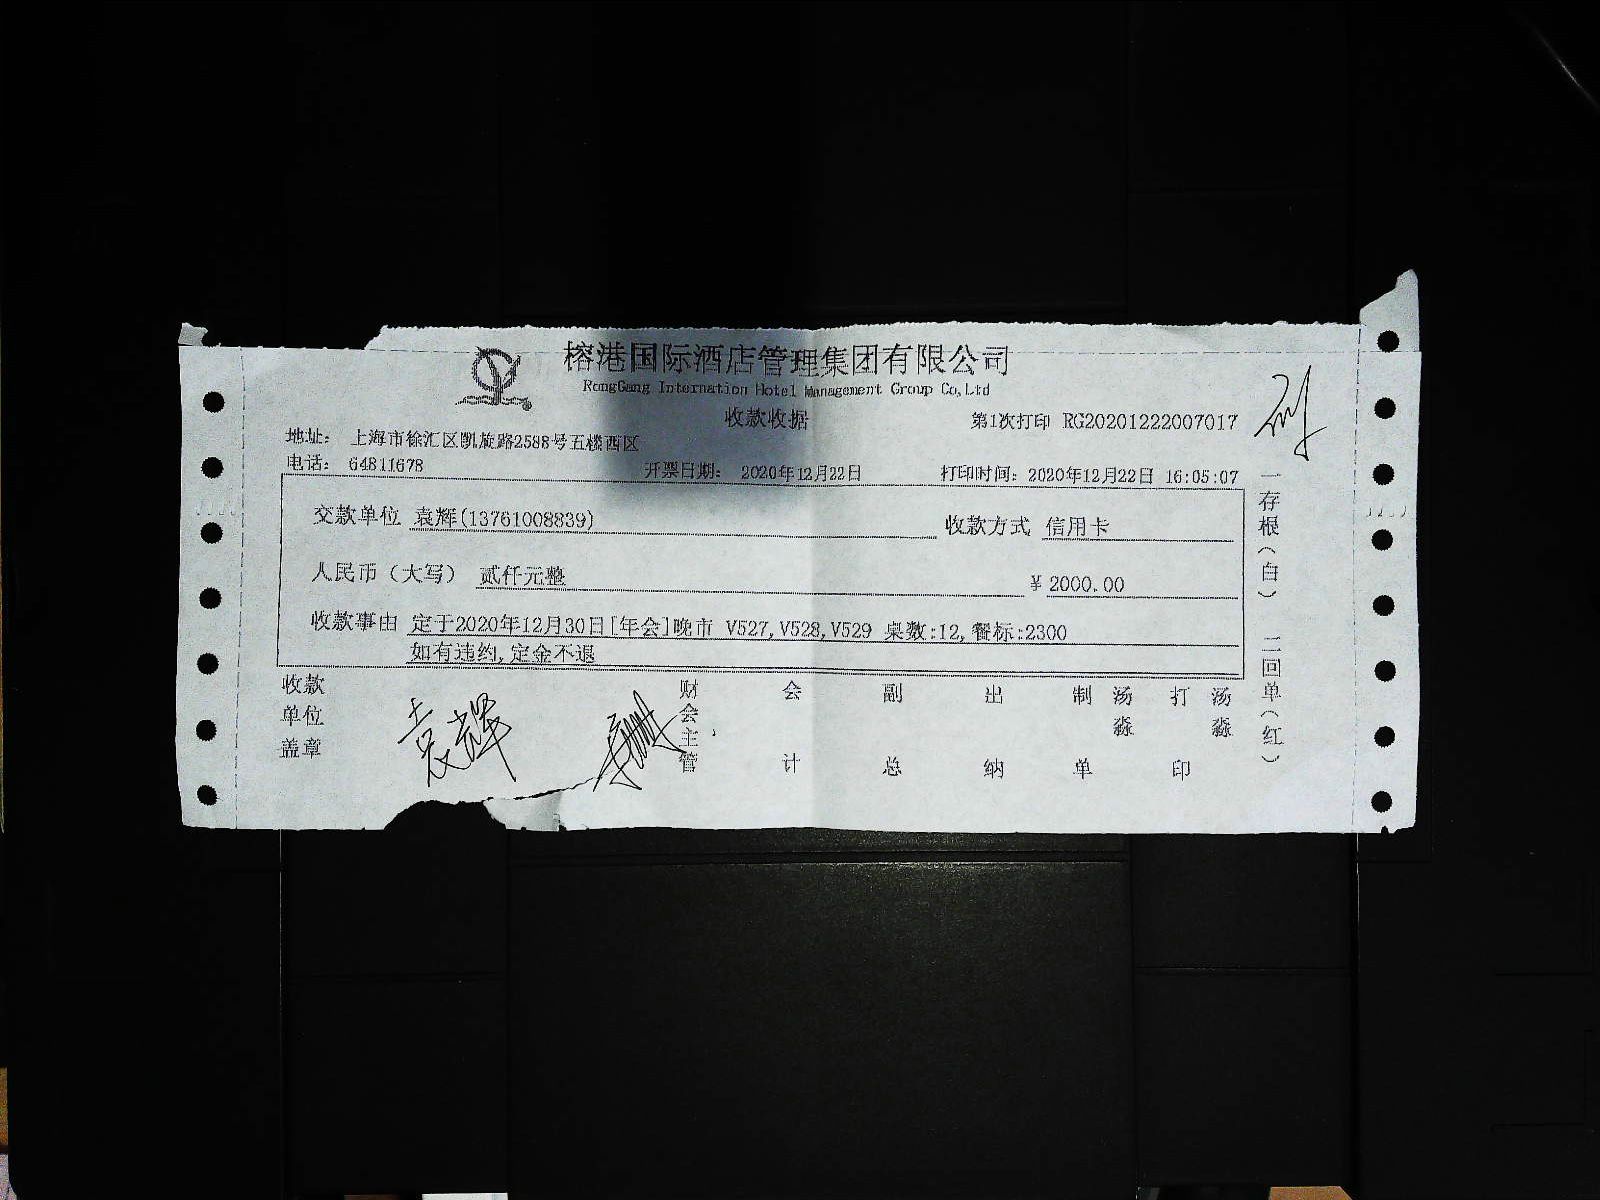 榕港国际酒店管理集团有限公司
RongGang Internation Hotel Management Group Co,Ltd
收款收据
第1次打印 RG20201222007017
地址: 上海市徐汇区凯旋路2588号五楼西区
电话: 64811678
开票日期: 2020年12月22日
打印时间: 2020年12月22日 16:05:07
交款单位 袁辉(13761008839)
收款方式 信用卡
人民币(大写) 贰仟元整
¥ 2000.00
收款事由 定于2020年12月30日[年会]晚市 V527,V528,V529 桌数:12,餐标:2300
如有违约,定金不退
收款单位盖章
袁辉
财会主管
会计
副总
出纳
制单
汤淼
打印
汤淼
一存根(白) 二回单(红)